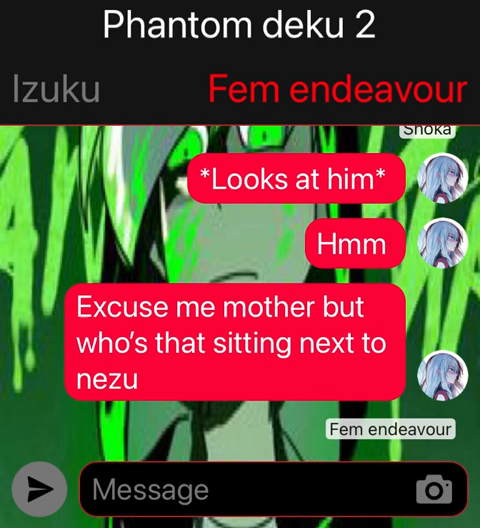 Phantom deku 2
Izuku
Fem endeavour
Shoka
*Looks at him*
Hmm
Excuse me mother but
who's that sitting next to
nezu
Fem endeavour
Message